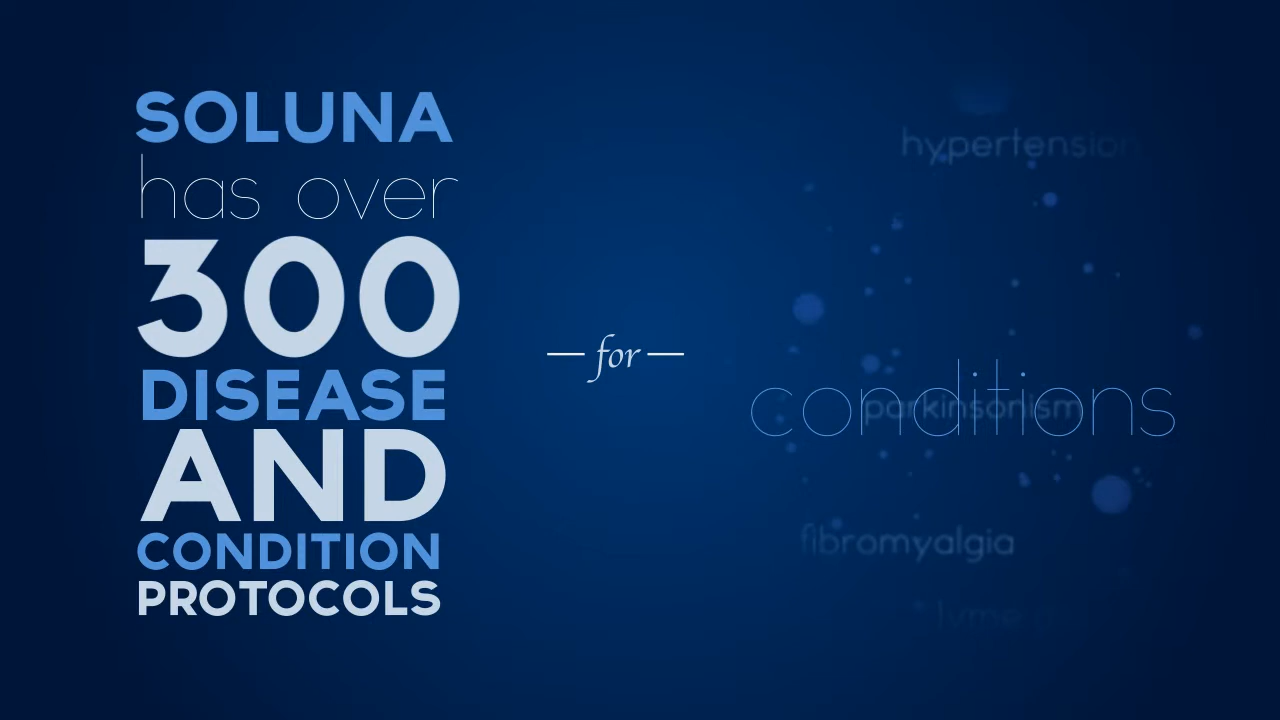 SOLUNA
has over
300
DISEASE
AND
CONDITION
PROTOCOLS
— for —
hypertension
conditions
parkinsonism
fibromyalgia